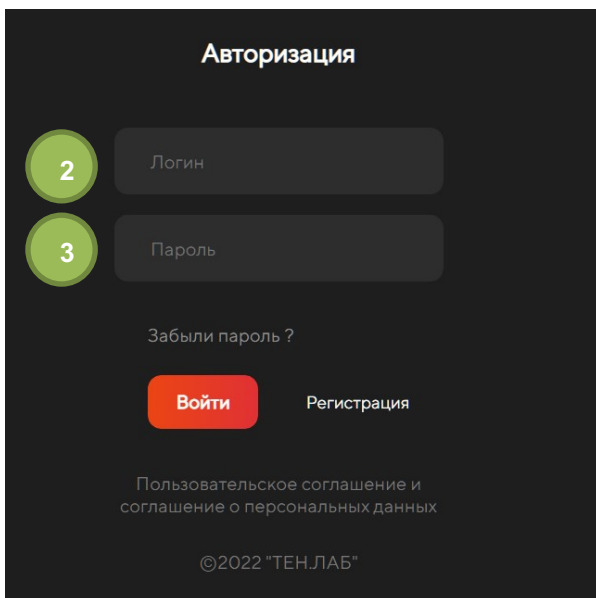 Авторизация
2
Логин
3
Пароль
Забыли пароль ?
Войти
Регистрация
Пользовательское соглашение и
соглашение о персональных данных
©2022 "ТЕН.ЛАБ"